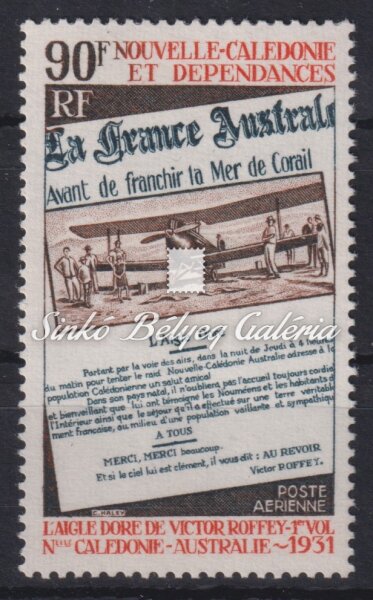 90F NOUVELLE-CALEDONIE
ET DEPENDANCES
RF
La France Australe
Avant de franchir la Mer de Corail
Sinkó Bélyeg Galéria
Partant par la voie des airs, dans la nuit de Jeudi à 4 heu
du matin pour tenter le raid Nouvelle-Calédonie Australie adresse à l
population Calédonienne un salut amical
Dans son pays natal, il n'oubliera pas l'accueil toujours cordia
et bienveillant que lui ont témoigné les Nouméens et les habitants d
l'intérieur ainsi que le séjour qu'il a effectué sur une terre véritable
ment française, au milieu d'une population vaillante et sympathiqu
A TOUS
MERCI, MERCI beaucoup.
Et si le ciel lui est clément, il vous dit : AU REVOIR
Victor ROFFEY.
C. HALEY
POSTE
AERIENNE
L'AIGLE DORE DE VICTOR ROFFEY-1er VOL
Nelle CALEDONIE-AUSTRALIE~1931